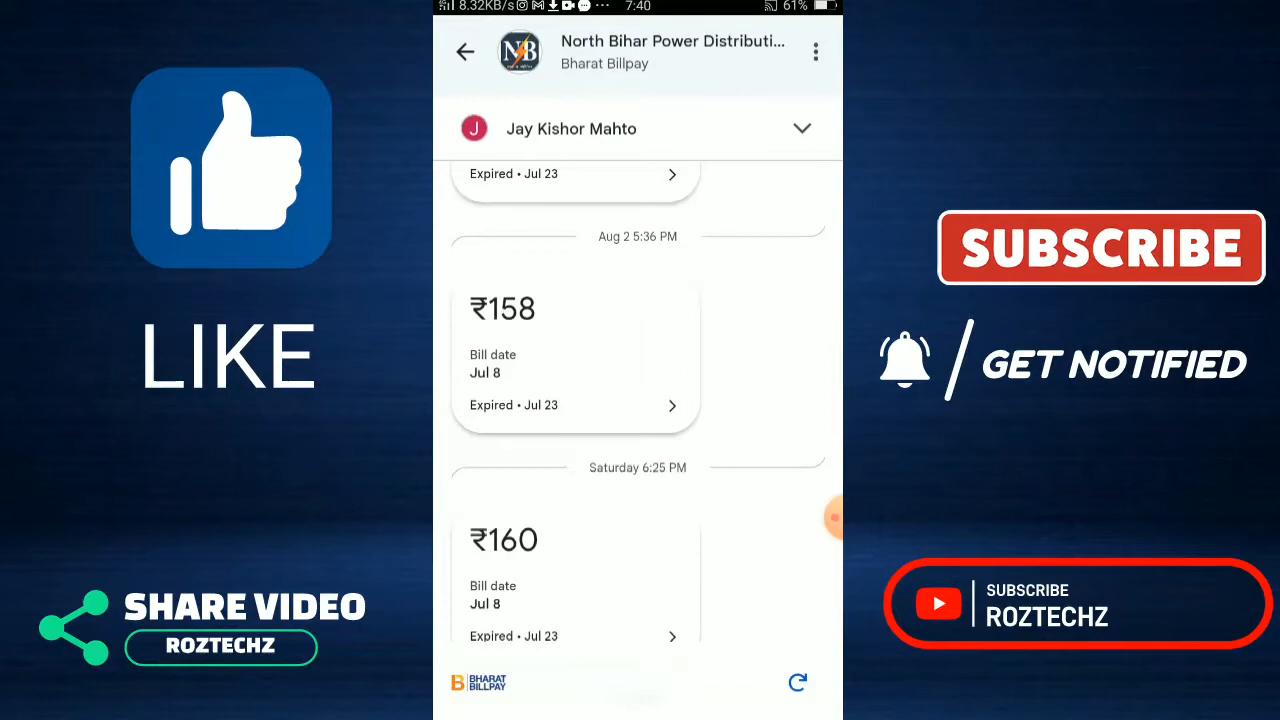 8.32KB/s
7:40
61%
North Bihar Power Distributi...
Bharat Billpay
J
Jay Kishor Mahto
Expired • Jul 23
Aug 2 5:36 PM
₹158
Bill date
Jul 8
Expired • Jul 23
Saturday 6:25 PM
₹160
Bill date
Jul 8
Expired • Jul 23
B BHARAT
BILLPAY
LIKE
SHARE VIDEO
ROZTECHZ
SUBSCRIBE
GET NOTIFIED
SUBSCRIBE
ROZTECHZ
NB